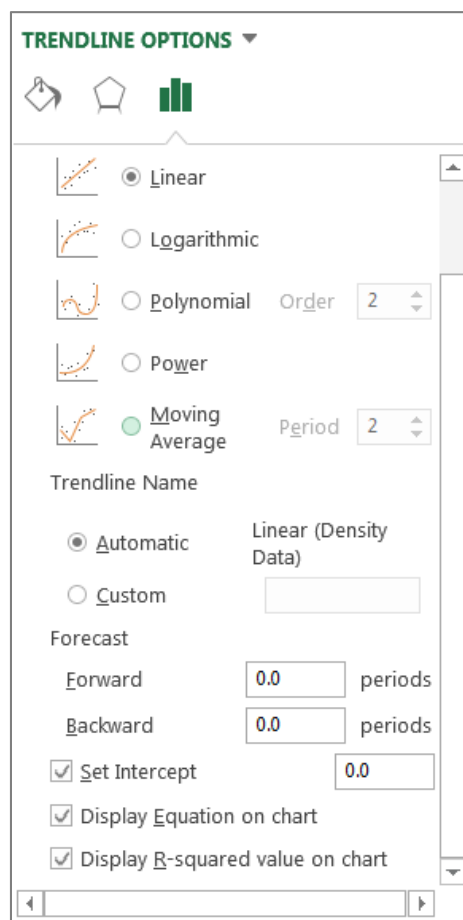 TRENDLINE OPTIONS
Linear
Logarithmic
Polynomial Order 2
Power
Moving
Average Period 2
Trendline Name
Automatic Linear (Density
Data)
Custom
Forecast
Forward 0.0 periods
Backward 0.0 periods
Set Intercept 0.0
Display Equation on chart
Display R-squared value on chart